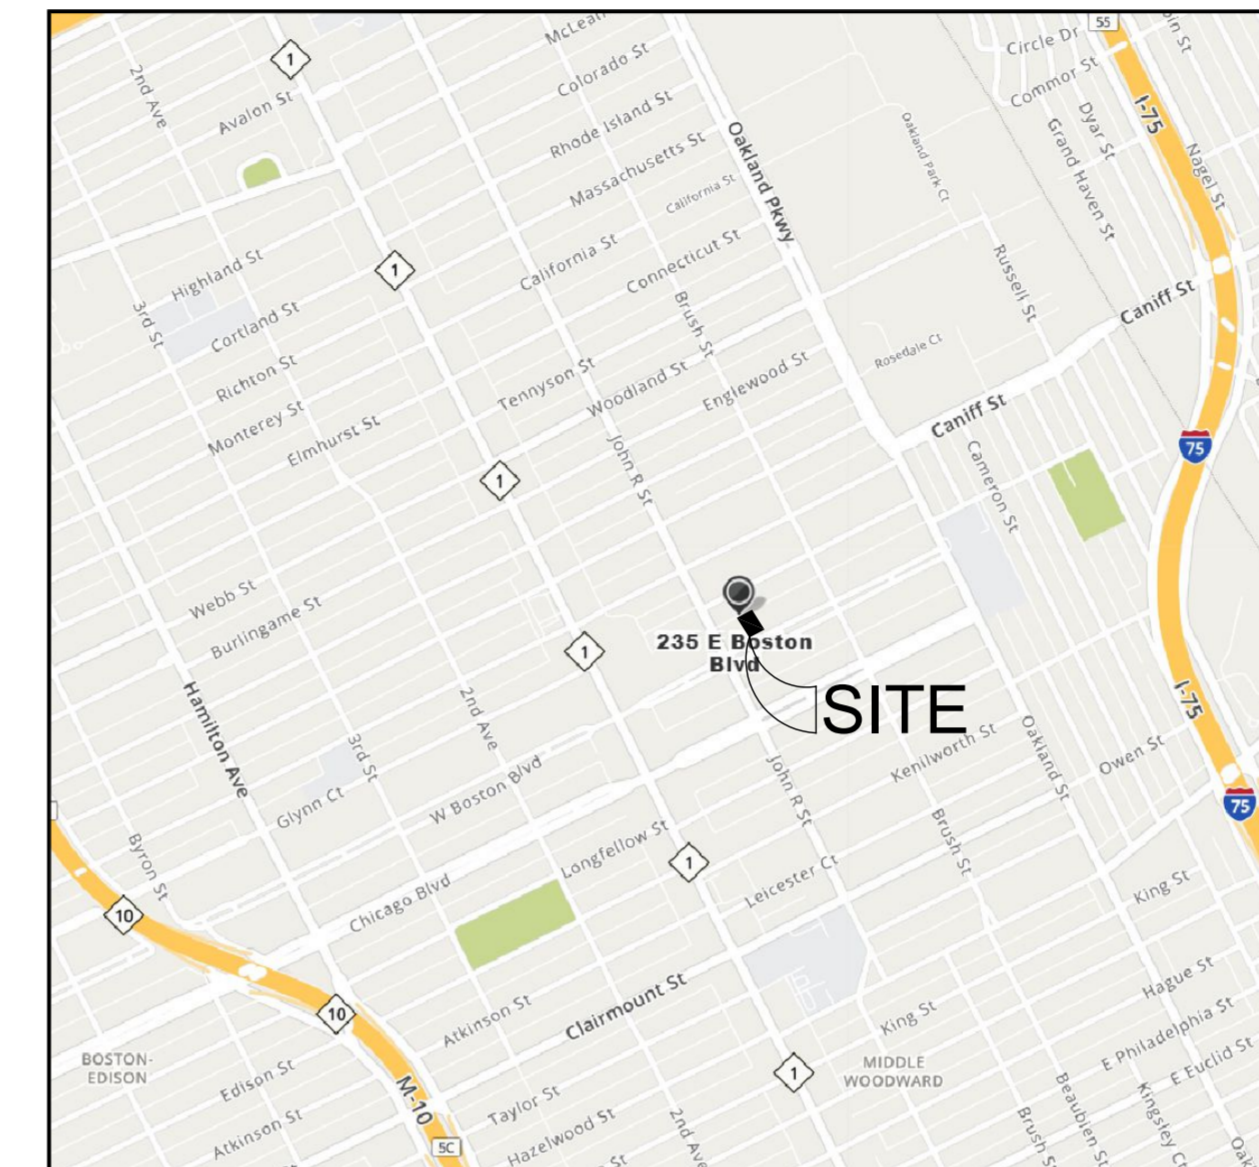 55
McLean
Circle Dr
Colorado St
Commor St
I-75
2nd Ave
1
Avalon St
Rhode Island St
Oakland Pkwy
Oakland Park Ct
Dyar St
Grand Haven St
Nagel St
Massachusetts St
California St
Connecticut St
California St
Highland St
1
Russell St
Caniff St
3rd St
Cortland St
Brush St
Rosedale Ct
Richton St
Tennyson St
Woodland St
Englewood St
Monterey St
Elmhurst St
Caniff St
John R St
75
Cameron St
1
Webb St
Burlingame St
235 E Boston
Blvd
1
SITE
I-75
Hamilton Ave
2nd Ave
3rd St
Kenilworth St
Oakland St
Owen St
John R St
Glynn Ct
W Boston Blvd
75
Byron St
Longfellow St
Brush St
1
Leicester Ct
Chicago Blvd
King St
10
Clairmount St
Hague St
10
Atkinson St
King St
E Philadelphia St
BOSTON-
EDISON
Edison St
MIDDLE
WOODWARD
E Euclid St
1
M-10
Taylor St
Beaubien St
Atkinson St
5C
Hazelwood St
2nd Ave
Brush St